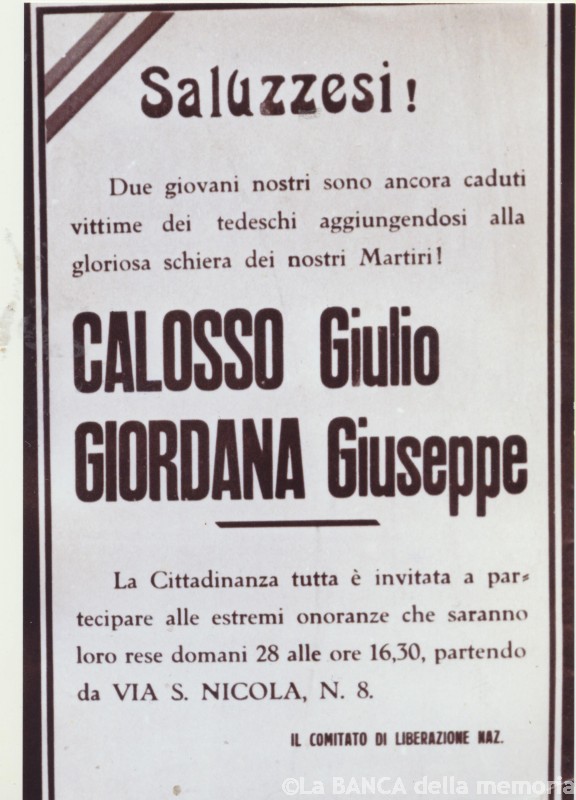 Saluzzesi!
Due giovani nostri sono ancora caduti
vittime dei tedeschi aggiungendosi alla
gloriosa schiera dei nostri Martiri!
CALOSSO Giulio
GIORDANA Giuseppe
La Cittadinanza tutta è invitata a par-
tecipare alle estremi onoranze che saranno
loro rese domani 28 alle ore 16,30, partendo
da VIA S. NICOLA, N. 8.
IL COMITATO DI LIBERAZIONE NAZ.
©La BANCA della memoria